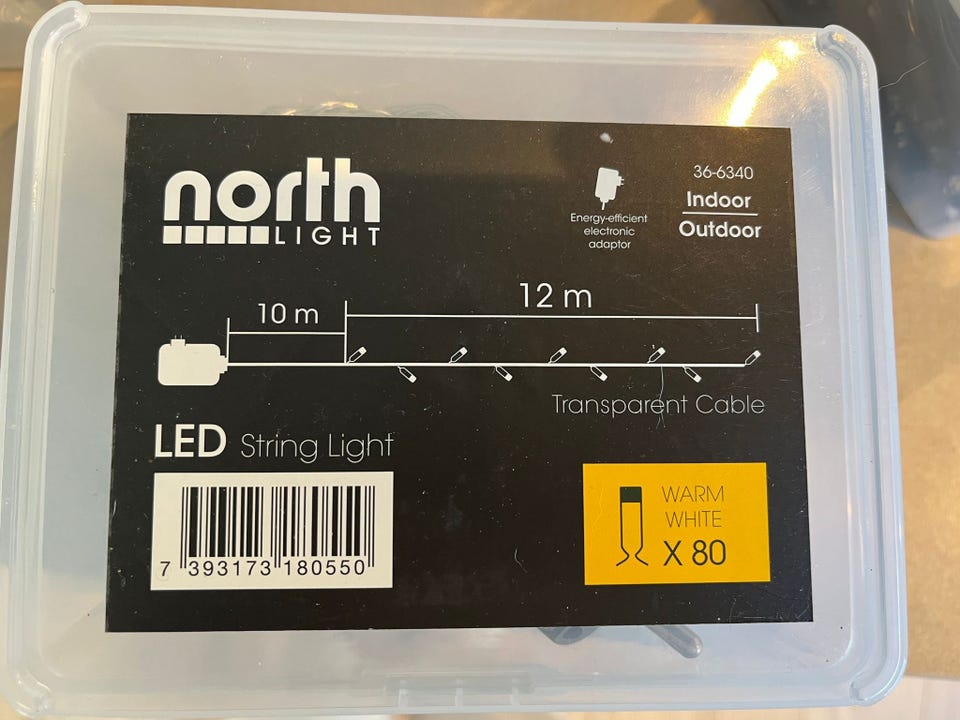 north
LIGHT
Energy-efficient
electronic
adaptor
36-6340
Indoor
Outdoor
10 m
12 m
Transparent Cable
LED String Light
7 393173 180550
WARM
WHITE
X 80